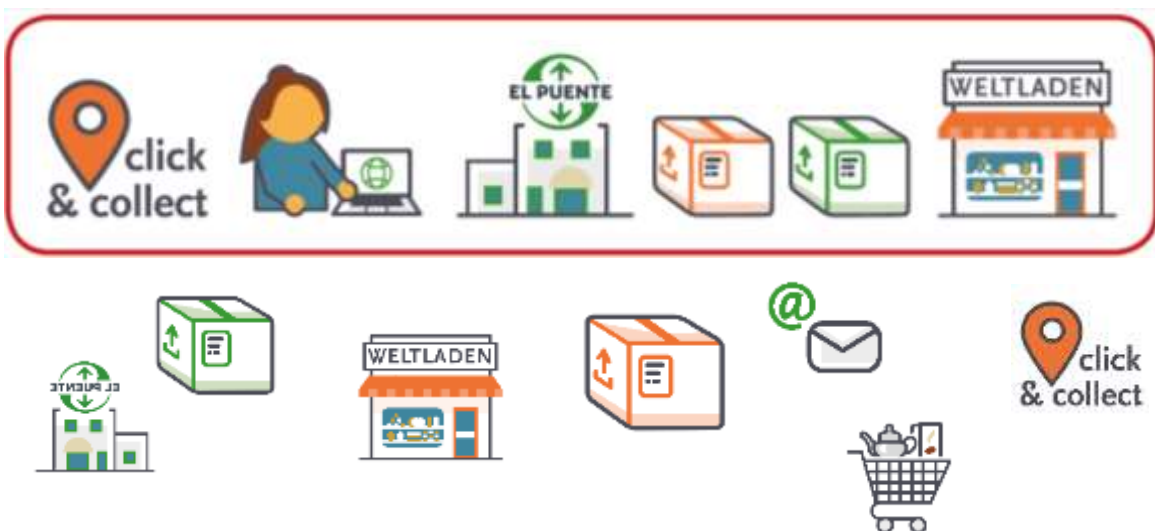 click
& collect
EL PUENTE
WELTLADEN
EL PUENTE
WELTLADEN
@
click
& collect